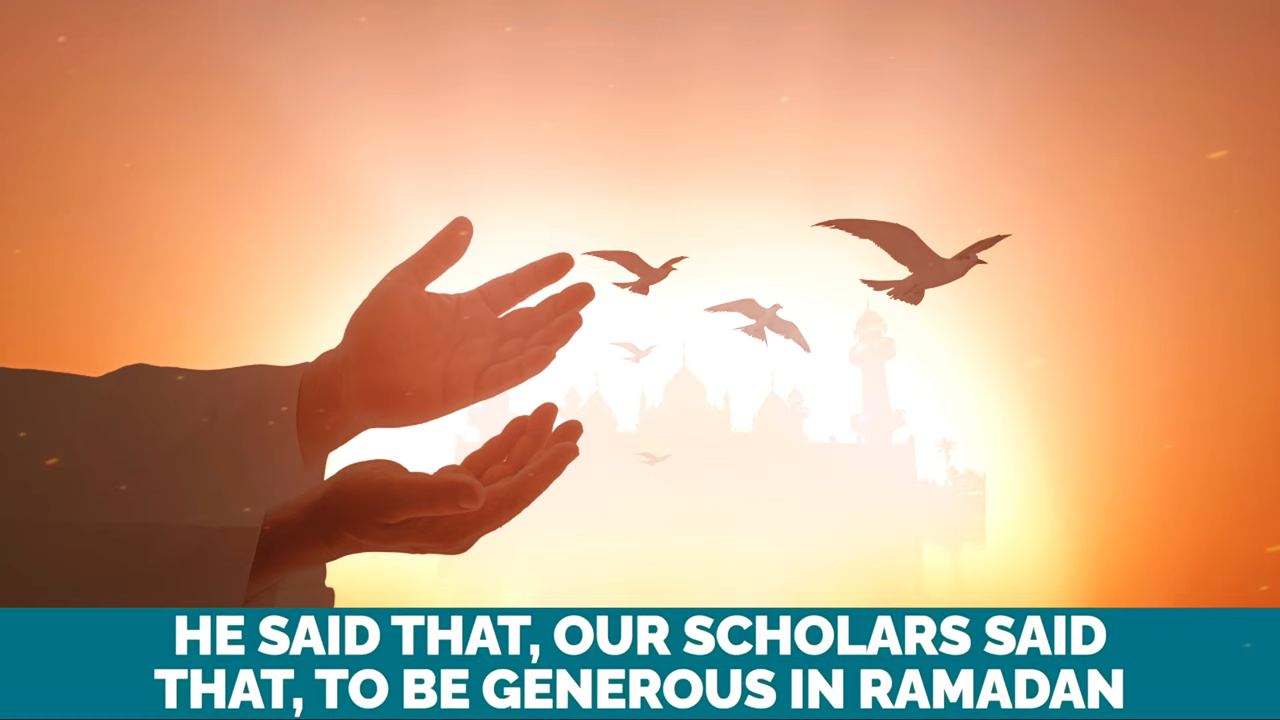 HE SAID THAT, OUR SCHOLARS SAID
THAT, TO BE GENEROUS IN RAMADAN